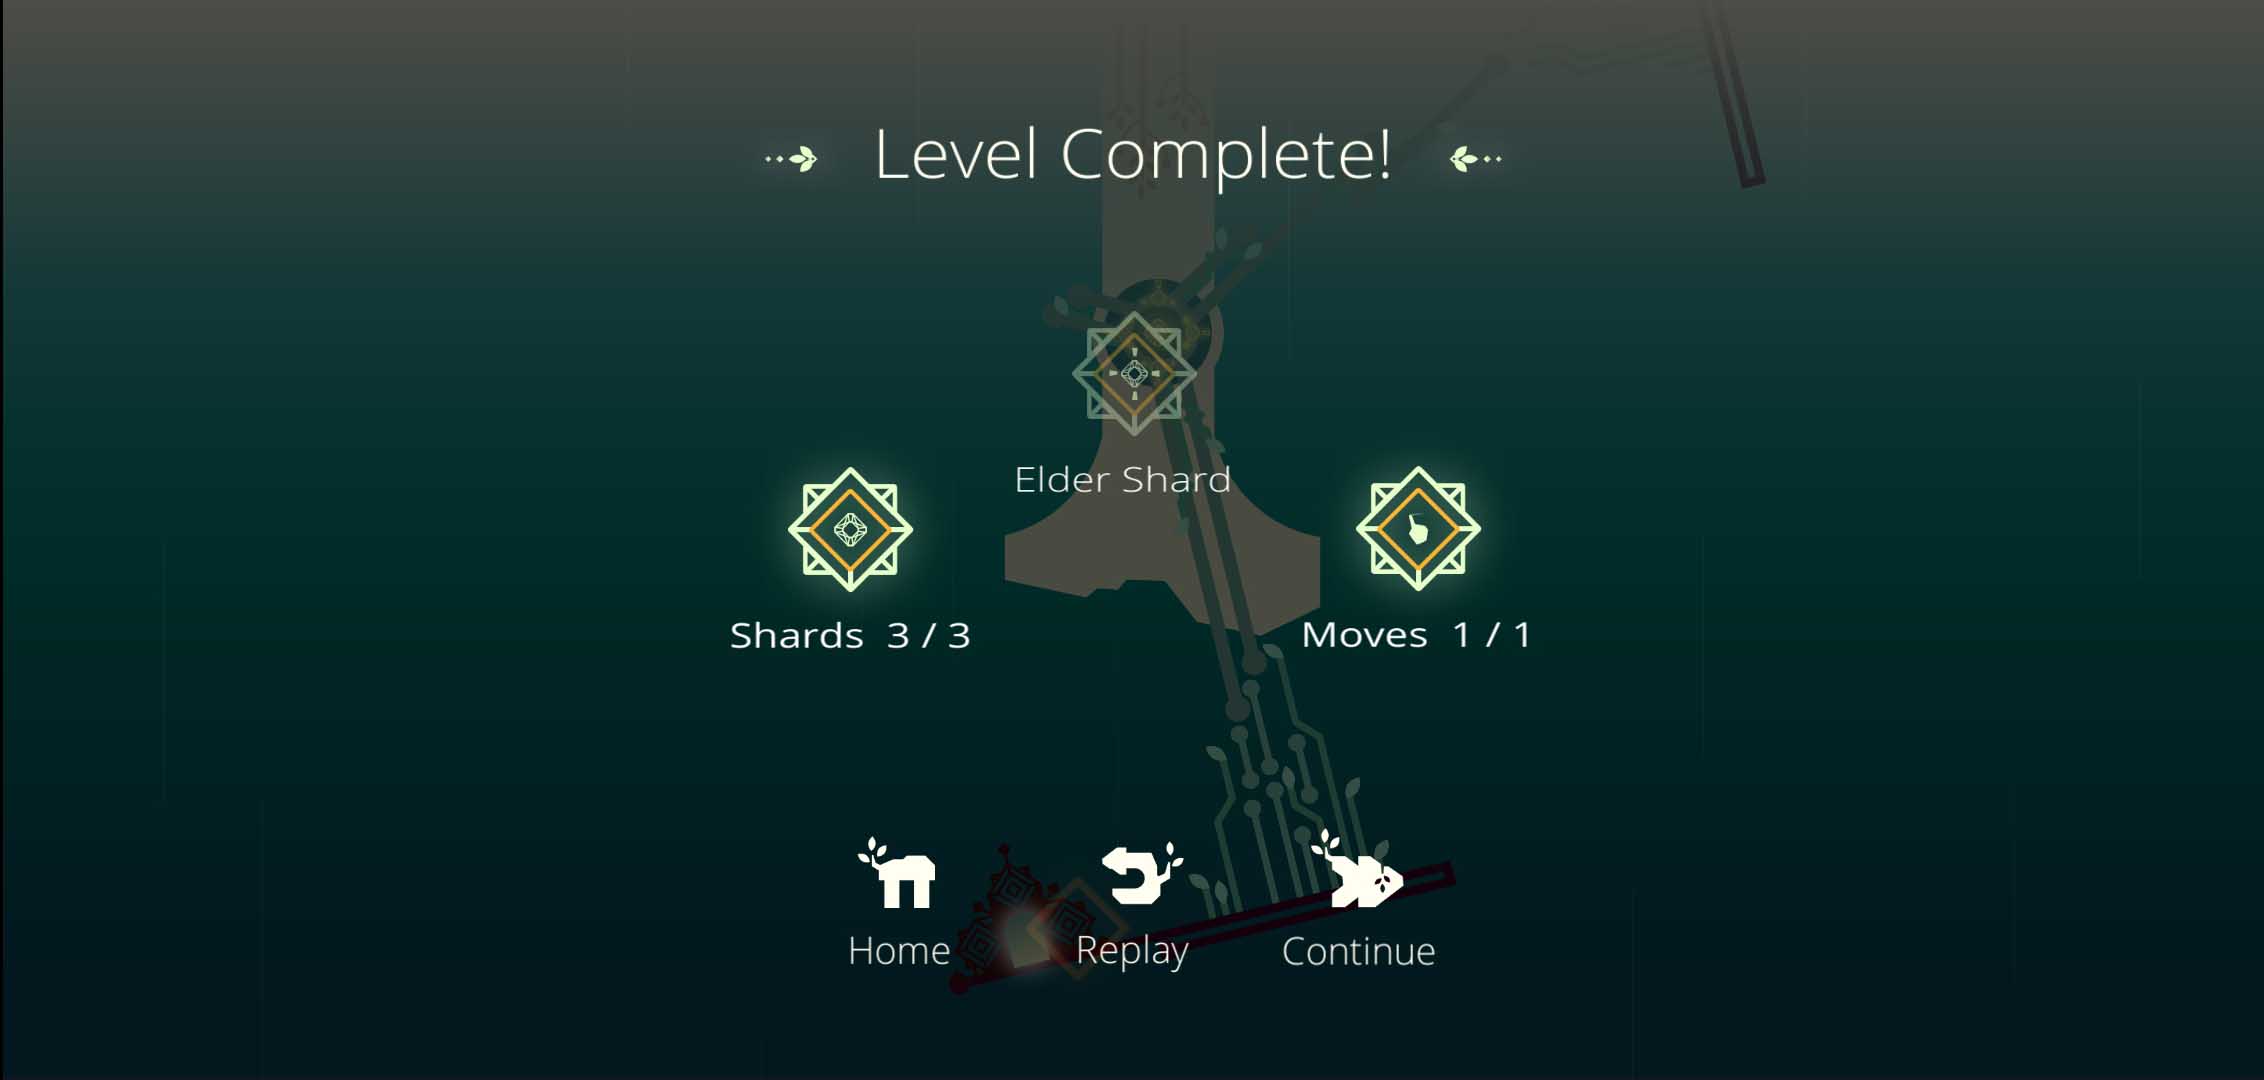 Level Complete!
Elder Shard
Shards 3 / 3
Moves 1 / 1
Home
Replay
Continue